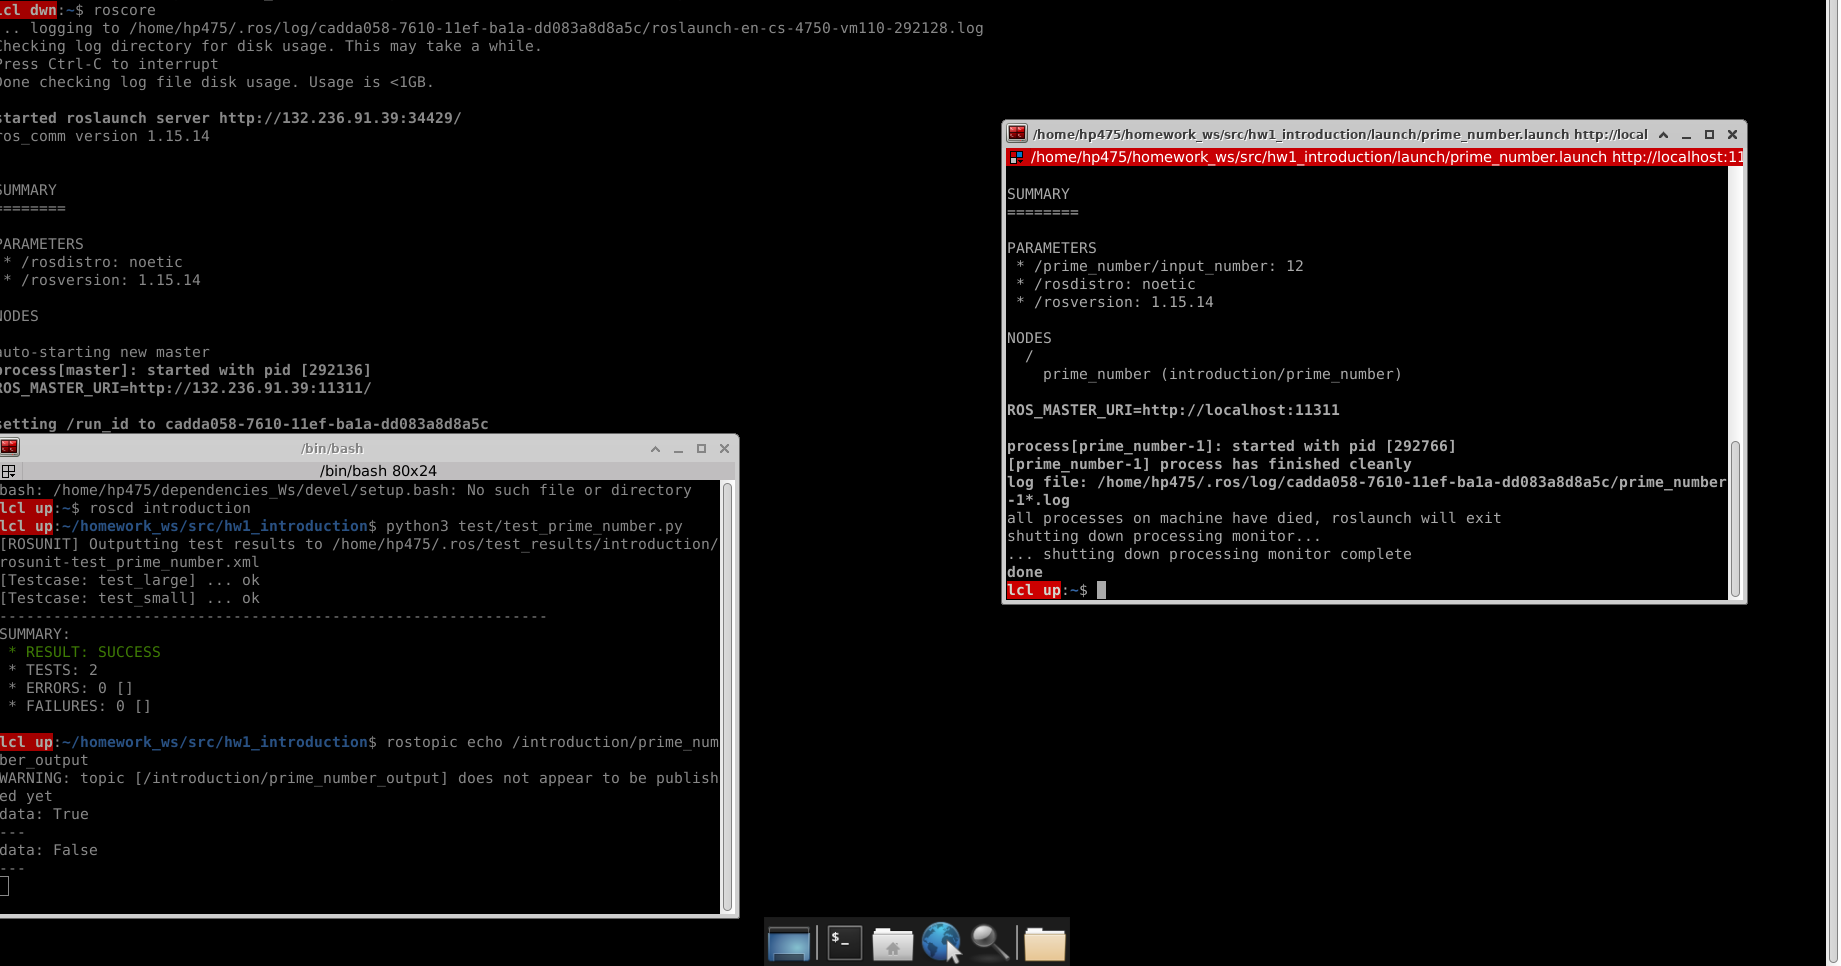 lcl dwn:~$ roscore
.. logging to /home/hp475/.ros/log/cadda058-7610-11ef-ba1a-dd083a8d8a5c/roslaunch-en-cs-4750-vm110-292128.log
Checking log directory for disk usage. This may take a while.
Press Ctrl-C to interrupt
Done checking log file disk usage. Usage is <1GB.
started roslaunch server http://132.236.91.39:34429/
ros_comm version 1.15.14
SUMMARY
========
PARAMETERS
* /rosdistro: noetic
* /rosversion: 1.15.14
NODES
auto-starting new master
process[master]: started with pid [292136]
ROS_MASTER_URI=http://132.236.91.39:11311/
setting /run_id to cadda058-7610-11ef-ba1a-dd083a8d8a5c
/bin/bash
/bin/bash 80x24
bash: /home/hp475/dependencies_Ws/devel/setup.bash: No such file or directory
lcl up:~$ roscd introduction
lcl up:~/homework_ws/src/hw1_introduction$ python3 test/test_prime_number.py
[ROSUNIT] Outputting test results to /home/hp475/.ros/test_results/introduction/
rosunit-test_prime_number.xml
[Testcase: test_large] ... ok
[Testcase: test_small] ... ok
-------------------------------------------------------------
SUMMARY:
* RESULT: SUCCESS
* TESTS: 2
* ERRORS: 0 []
* FAILURES: 0 []
lcl up:~/homework_ws/src/hw1_introduction$ rostopic echo /introduction/prime_num
ber_output
WARNING: topic [/introduction/prime_number_output] does not appear to be publish
ed yet
data: True
---
data: False
---
/home/hp475/homework_ws/src/hw1_introduction/launch/prime_number.launch http://local
/home/hp475/homework_ws/src/hw1_introduction/launch/prime_number.launch http://localhost:11
SUMMARY
========
PARAMETERS
* /prime_number/input_number: 12
* /rosdistro: noetic
* /rosversion: 1.15.14
NODES
/
prime_number (introduction/prime_number)
ROS_MASTER_URI=http://localhost:11311
process[prime_number-1]: started with pid [292766]
[prime_number-1] process has finished cleanly
log file: /home/hp475/.ros/log/cadda058-7610-11ef-ba1a-dd083a8d8a5c/prime_number
-1*.log
all processes on machine have died, roslaunch will exit
shutting down processing monitor...
... shutting down processing monitor complete
done
lcl up:~$
$_